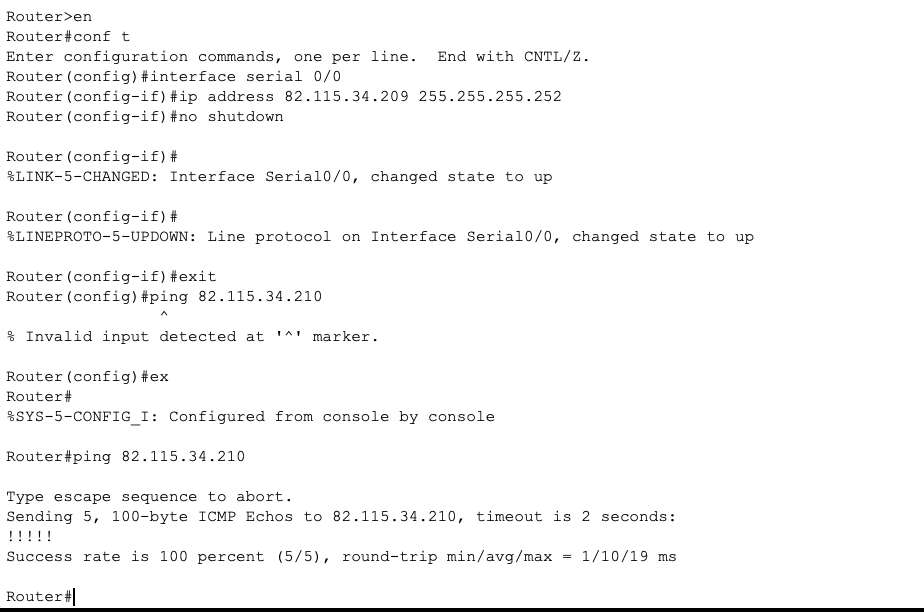 Router>en
Router#conf t
Enter configuration commands, one per line.  End with CNTL/Z.
Router(config)#interface serial 0/0
Router(config-if)#ip address 82.115.34.209 255.255.255.252
Router(config-if)#no shutdown
Router(config-if)#
%LINK-5-CHANGED: Interface Serial0/0, changed state to up
Router(config-if)#
%LINEPROTO-5-UPDOWN: Line protocol on Interface Serial0/0, changed state to up
Router(config-if)#exit
Router(config)#ping 82.115.34.210
^
% Invalid input detected at '^' marker.
Router(config)#ex
Router#
%SYS-5-CONFIG_I: Configured from console by console
Router#ping 82.115.34.210
Type escape sequence to abort.
Sending 5, 100-byte ICMP Echos to 82.115.34.210, timeout is 2 seconds:
!!!!!
Success rate is 100 percent (5/5), round-trip min/avg/max = 1/10/19 ms
Router#